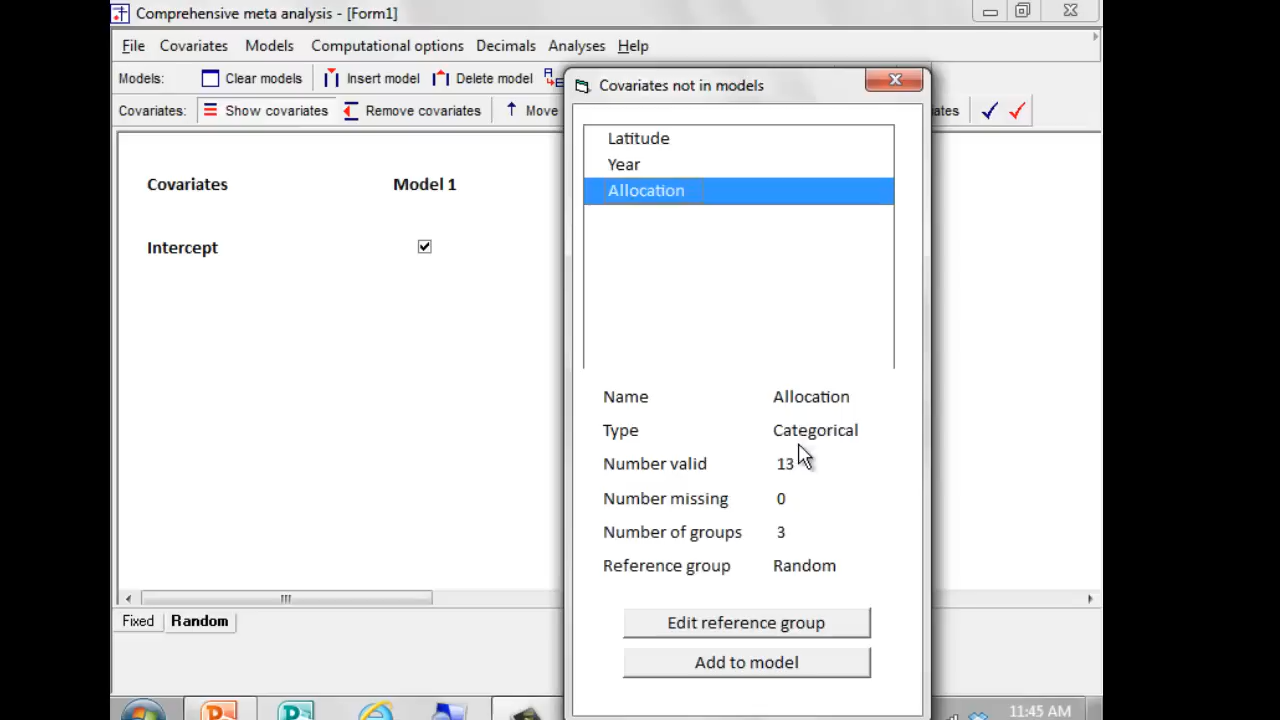 Comprehensive meta analysis - [Form1]
File Covariates Models Computational options Decimals Analyses Help
Models: Clear models Insert model Delete model
Covariates: Show covariates Remove covariates Move
Covariates Model 1
Intercept
Fixed Random
Covariates not in models
Latitude
Year
Allocation
Name Allocation
Type Categorical
Number valid 13
Number missing 0
Number of groups 3
Reference group Random
Edit reference group
Add to model
11:45 AM